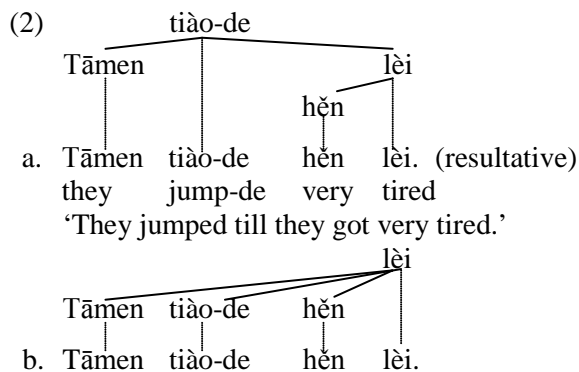 (2) tiào-de
Tāmen lèi
hěn
a. Tāmen tiào-de hěn lèi. (resultative)
they jump-de very tired
‘They jumped till they got very tired.’
lèi
Tāmen tiào-de hěn
b. Tāmen tiào-de hěn lèi.